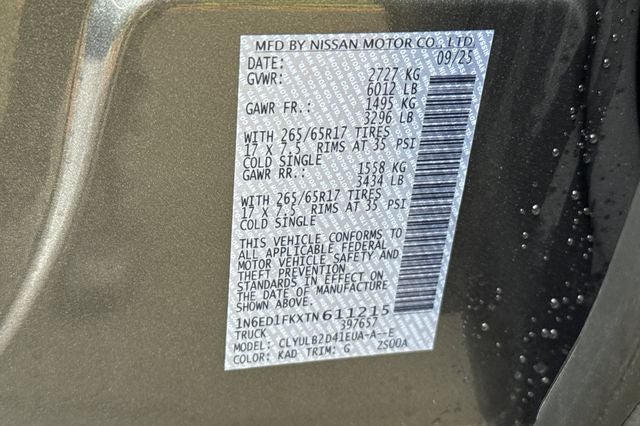 MFD BY NISSAN MOTOR CO., LTD.
DATE: 09/25
GVWR: 2727 KG
6012 LB
GAWR FR.: 1495 KG
3296 LB
WITH 265/65R17 TIRES
17 X 7.5 RIMS AT 35 PSI
COLD SINGLE
GAWR RR.: 1558 KG
3434 LB
WITH 265/65R17 TIRES
17 X 7.5 RIMS AT 35 PSI
COLD SINGLE
THIS VEHICLE CONFORMS TO
ALL APPLICABLE FEDERAL
MOTOR VEHICLE SAFETY AND
THEFT PREVENTION
STANDARDS IN EFFECT ON
THE DATE OF MANUFACTURE
SHOWN ABOVE.
1N6ED1FKXTN611215
TRUCK 397657
MODEL: CLYULB2D41EUA-A--E
COLOR: KAD TRIM: G 2S00A